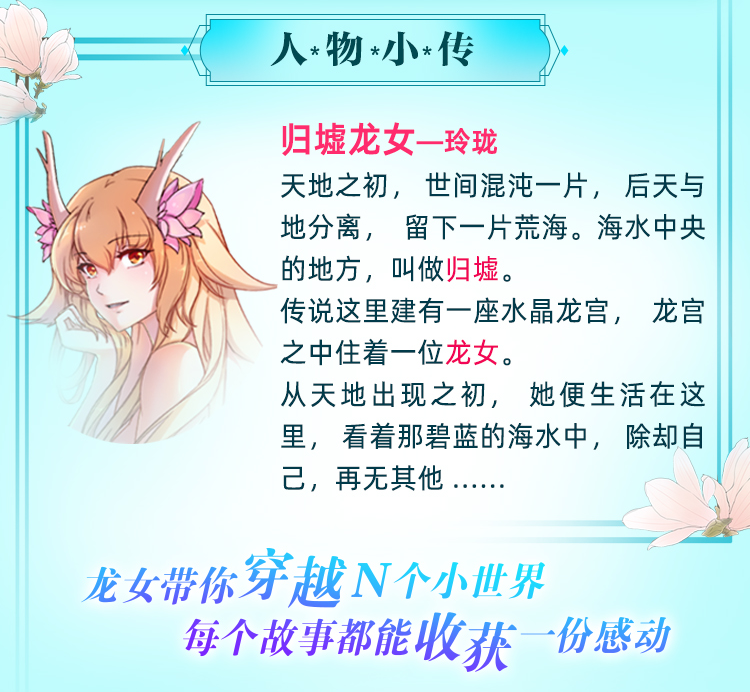 人*物*小*传
归墟龙女—玲珑
天地之初， 世间混沌一片， 后天与
地分离， 留下一片荒海。海水中央
的地方，叫做归墟。
传说这里建有一座水晶龙宫， 龙宫
之中住着一位龙女。
从天地出现之初， 她便生活在这
里， 看着那碧蓝的海水中， 除却自
己，再无其他 ……
龙女带你穿越N个小世界
每个故事都能收获一份感动